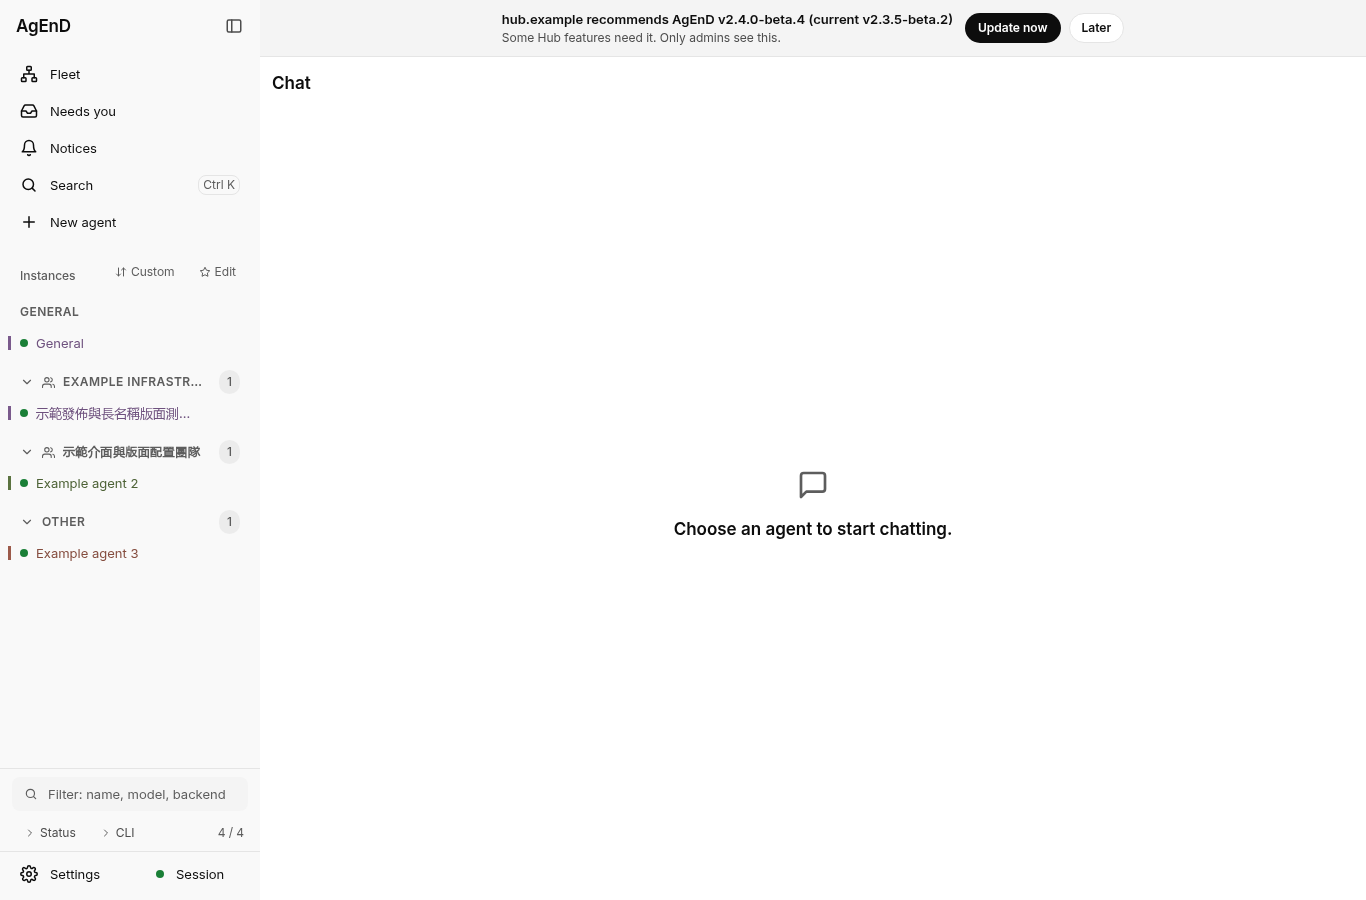 AgEnD
Fleet
Needs you
Notices
Search
Ctrl K
New agent
Instances
Custom
Edit
GENERAL
General
EXAMPLE INFRASTR...
1
示範發佈與長名稱版面測...
示範介面與版面配置團隊
1
Example agent 2
OTHER
1
Example agent 3
Filter: name, model, backend
Status
CLI
4 / 4
Settings
Session
hub.example recommends AgEnD v2.4.0-beta.4 (current v2.3.5-beta.2)
Some Hub features need it. Only admins see this.
Update now
Later
Chat
Choose an agent to start chatting.